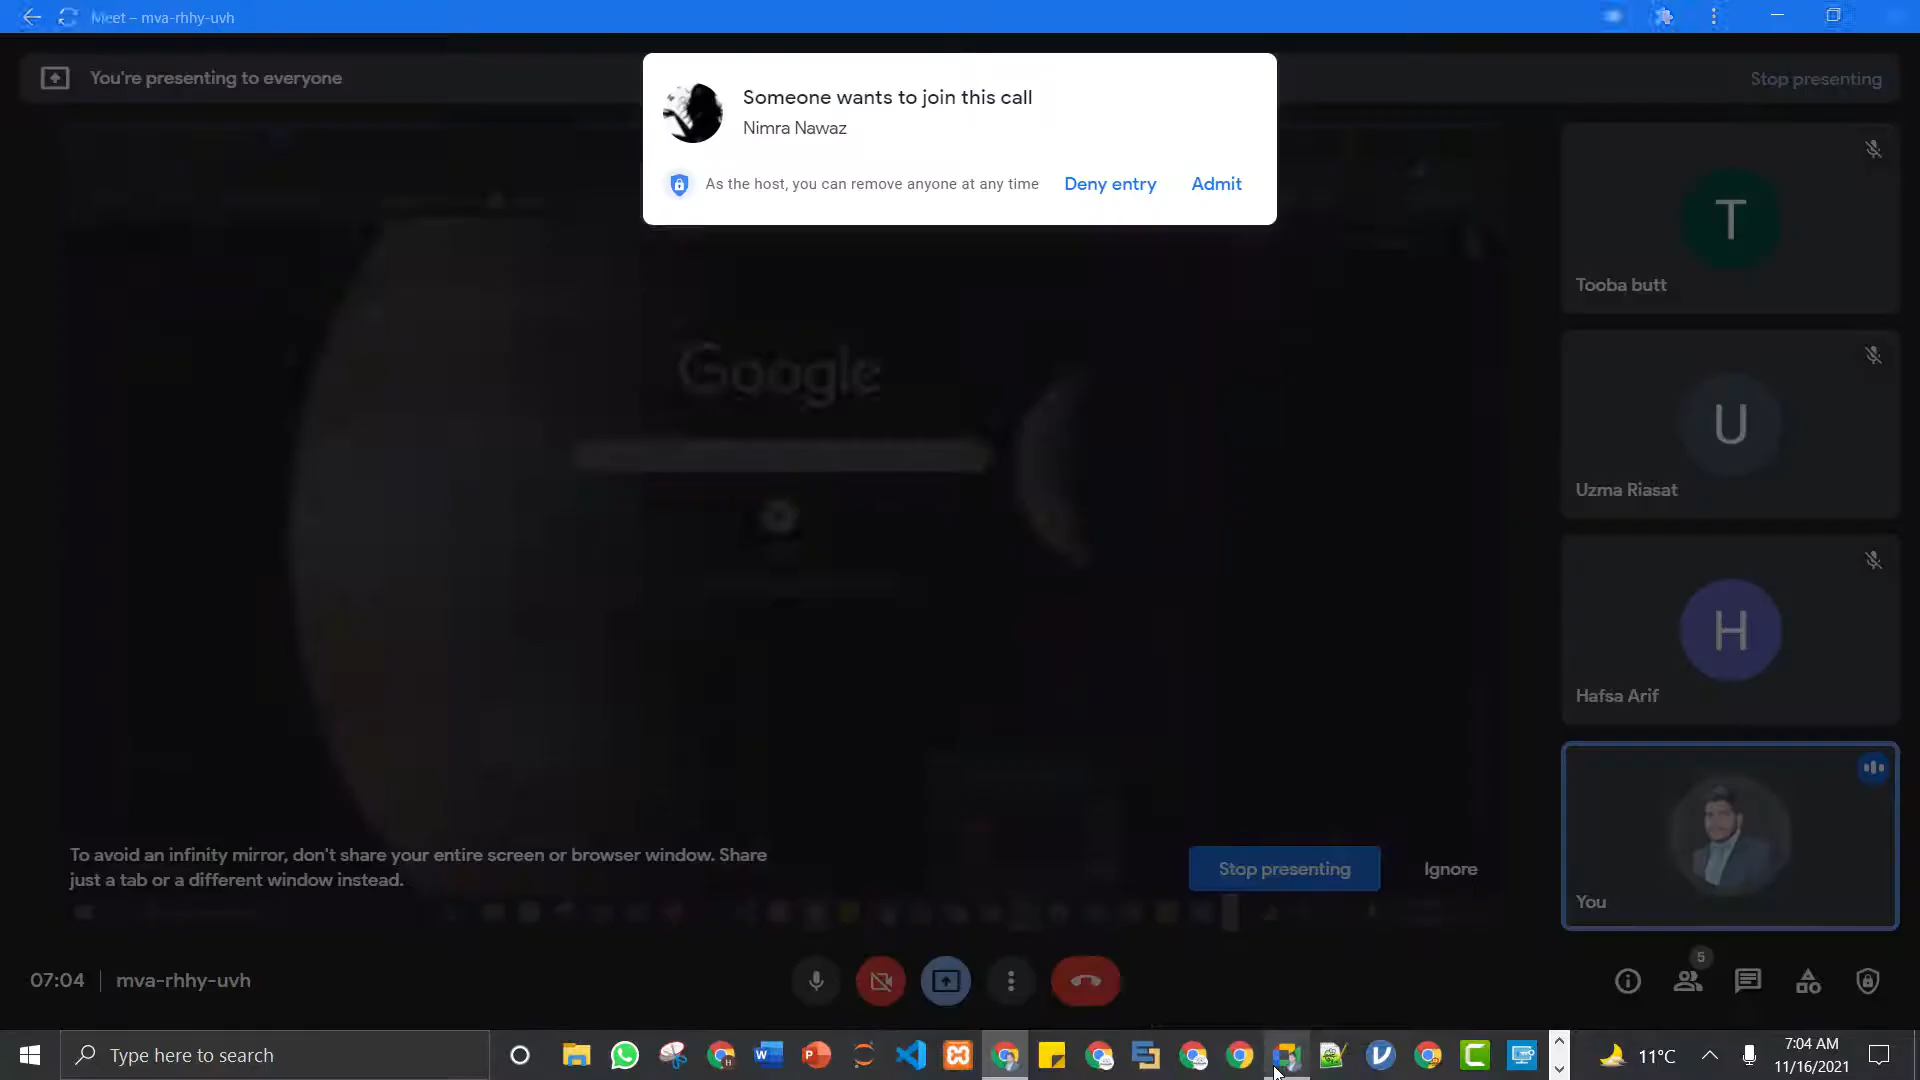 Meet – mva-rhhy-uvh
You're presenting to everyone
Stop presenting
Someone wants to join this call
Nimra Nawaz
As the host, you can remove anyone at any time
Deny entry
Admit
T
Tooba butt
Google
U
Uzma Riasat
H
Hafsa Arif
To avoid an infinity mirror, don't share your entire screen or browser window. Share
just a tab or a different window instead.
Stop presenting
Ignore
You
07:04 | mva-rhhy-uvh
5
Type here to search
11°C
7:04 AM
11/16/2021